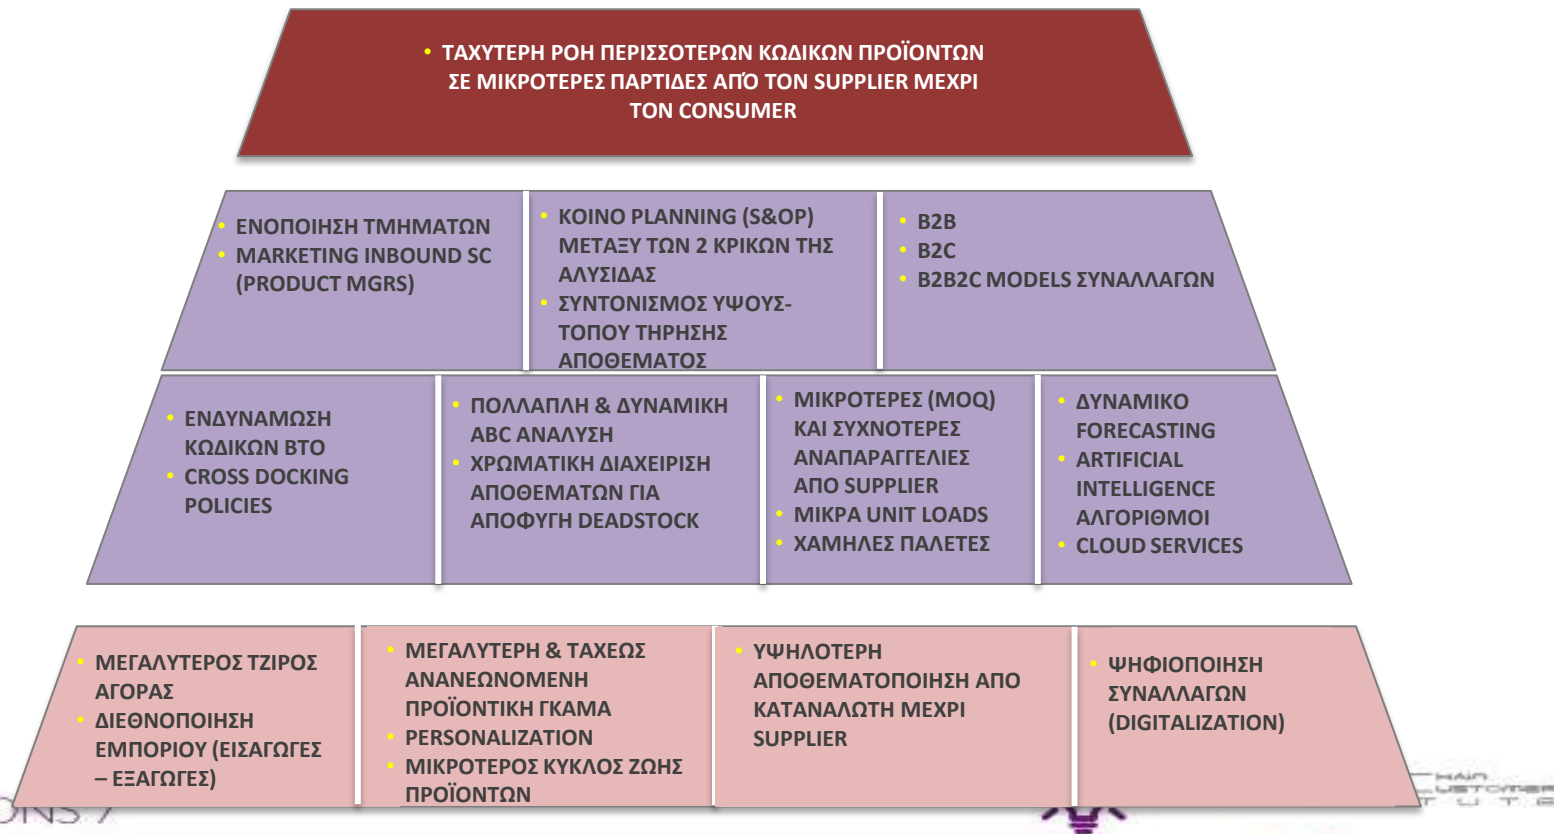 • ΤΑΧΥΤΕΡΗ ΡΟΗ ΠΕΡΙΣΣΟΤΕΡΩΝ ΚΩΔΙΚΩΝ ΠΡΟΪΟΝΤΩΝ
ΣΕ ΜΙΚΡΟΤΕΡΕΣ ΠΑΡΤΙΔΕΣ ΑΠΌ ΤΟΝ SUPPLIER ΜΕΧΡΙ
ΤΟΝ CONSUMER
• ΕΝΟΠΟΙΗΣΗ ΤΜΗΜΑΤΩΝ
• MARKETING INBOUND SC
(PRODUCT MGRS)
• ΚΟΙΝΟ PLANNING (S&OP)
ΜΕΤΑΞΥ ΤΩΝ 2 ΚΡΙΚΩΝ ΤΗΣ
ΑΛΥΣΙΔΑΣ
• ΣΥΝΤΟΝΙΣΜΟΣ ΥΨΟΥΣ-
ΤΟΠΟΥ ΤΗΡΗΣΗΣ
ΑΠΟΘΕΜΑΤΟΣ
• B2B
• B2C
• B2B2C MODELS ΣΥΝΑΛΛΑΓΩΝ
• ΕΝΔΥΝΑΜΩΣΗ
ΚΩΔΙΚΩΝ BTO
• CROSS DOCKING
POLICIES
• ΠΟΛΛΑΠΛΗ & ΔΥΝΑΜΙΚΗ
ABC ΑΝΑΛΥΣΗ
• ΧΡΩΜΑΤΙΚΗ ΔΙΑΧΕΙΡΙΣΗ
ΑΠΟΘΕΜΑΤΩΝ ΓΙΑ
ΑΠΟΦΥΓΗ DEADSTOCK
• ΜΙΚΡΟΤΕΡΕΣ (MOQ)
ΚΑΙ ΣΥΧΝΟΤΕΡΕΣ
ΑΝΑΠΑΡΑΓΓΕΛΙΕΣ
ΑΠΟ SUPPLIER
• ΜΙΚΡΑ UNIT LOADS
• ΧΑΜΗΛΕΣ ΠΑΛΕΤΕΣ
• ΔΥΝΑΜΙΚΟ
FORECASTING
• ARTIFICIAL
INTELLIGENCE
ΑΛΓΟΡΙΘΜΟΙ
• CLOUD SERVICES
• ΜΕΓΑΛΥΤΕΡΟΣ ΤΖΙΡΟΣ
ΑΓΟΡΑΣ
• ΔΙΕΘΝΟΠΟΙΗΣΗ
ΕΜΠΟΡΙΟΥ (ΕΙΣΑΓΩΓΕΣ
– ΕΞΑΓΩΓΕΣ)
• ΜΕΓΑΛΥΤΕΡΗ & ΤΑΧΕΩΣ
ΑΝΑΝΕΩΝΟΜΕΝΗ
ΠΡΟΪΟΝΤΙΚΗ ΓΚΑΜΑ
• PERSONALIZATION
• ΜΙΚΡΟΤΕΡΟΣ ΚΥΚΛΟΣ ΖΩΗΣ
ΠΡΟΪΟΝΤΩΝ
• ΥΨΗΛΟΤΕΡΗ
ΑΠΟΘΕΜΑΤΟΠΟΙΗΣΗ ΑΠΟ
ΚΑΤΑΝΑΛΩΤΗ ΜΕΧΡΙ
SUPPLIER
• ΨΗΦΙΟΠΟΙΗΣΗ
ΣΥΝΑΛΛΑΓΩΝ
(DIGITALIZATION)